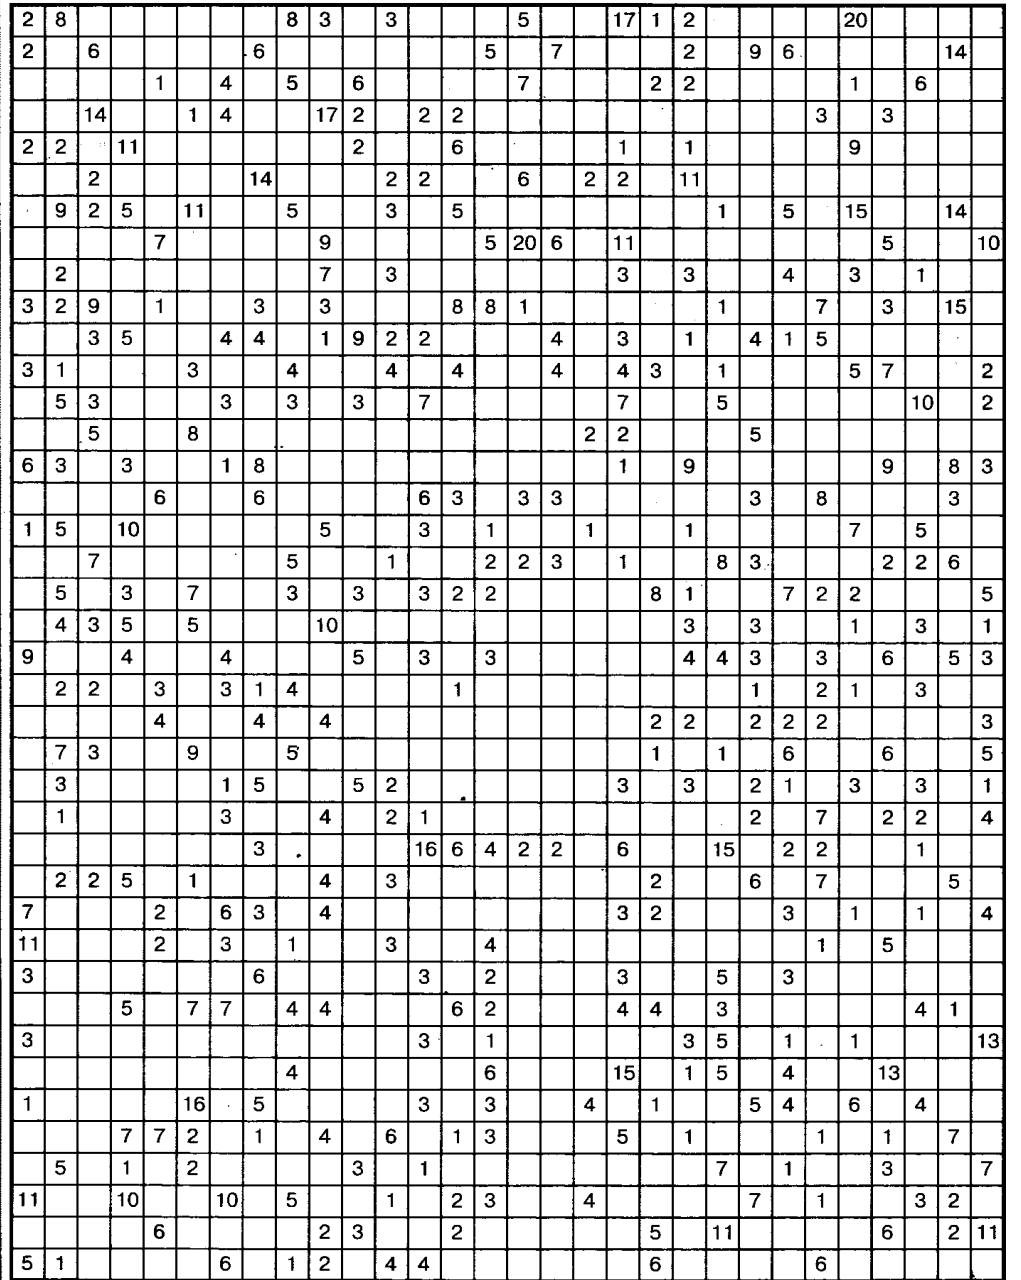 2 8 8 3 3 5 17 1 2 20
2 6 6 5 7 2 9 6 14
1 4 5 6 7 2 2 1 6
14 1 4 17 2 2 2 3 3
2 2 11 2 6 1 1 9
2 14 2 2 6 2 2 11
9 2 5 11 5 3 5 1 5 15 14
7 9 5 20 6 11 5 10
2 7 3 3 3 4 3 1
3 2 9 1 3 3 8 8 1 1 7 3 15
3 5 4 4 1 9 2 2 4 3 1 4 1 5
3 1 3 4 4 4 4 4 3 1 5 7 2
5 3 3 3 3 7 7 5 10 2
5 8 2 2 5
6 3 3 1 8 1 9 9 8 3
6 6 6 3 3 3 3 8 3
1 5 10 5 3 1 1 1 7 5
7 5 1 2 2 3 1 8 3 2 2 6
5 3 7 3 3 3 2 2 8 1 7 2 2 5
4 3 5 5 10 3 3 1 3 1
9 4 4 5 3 3 4 4 3 3 6 5 3
2 2 3 3 1 4 1 1 2 1 3
4 4 4 2 2 2 2 2 3
7 3 9 5 1 1 6 6 5
3 1 5 5 2 3 3 2 1 3 3 1
1 3 4 2 1 2 7 2 2 4
3 16 6 4 2 2 6 15 2 2 1
2 2 5 1 4 3 2 6 7 5
7 2 6 3 4 3 2 3 1 1 4
11 2 3 1 3 4 1 5
3 6 3 2 3 5 3
5 7 7 4 4 6 2 4 4 3 4 1
3 3 1 3 5 1 1 13
4 6 15 1 5 4 13
1 16 5 3 3 4 1 5 4 6 4
7 7 2 1 4 6 1 3 5 1 1 1 7
5 1 2 3 1 7 1 3 7
11 10 10 5 1 2 3 4 7 1 3 2
6 2 3 2 5 11 6 2 11
5 1 6 1 2 4 4 6 6